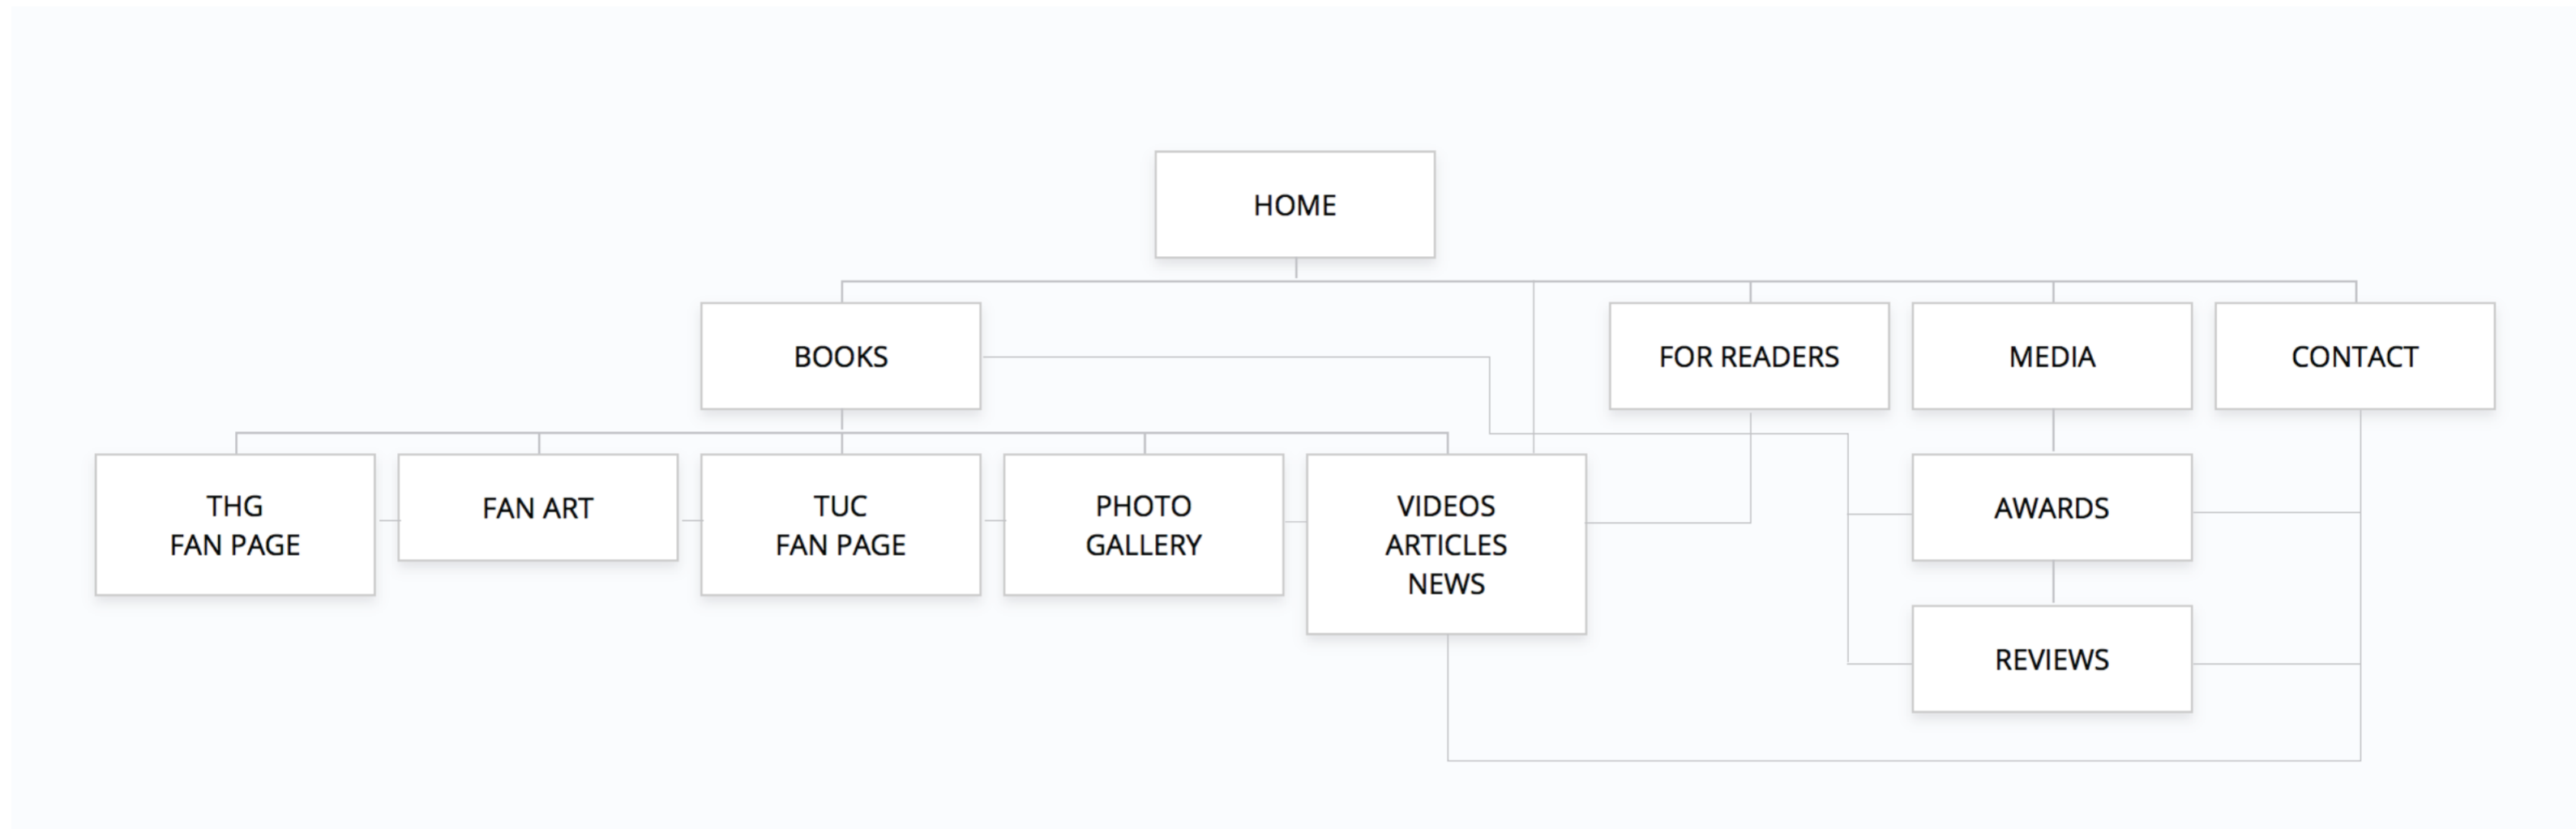 HOME
BOOKS
FOR READERS
MEDIA
CONTACT
THG
FAN PAGE
FAN ART
TUC
FAN PAGE
PHOTO
GALLERY
VIDEOS
ARTICLES
NEWS
AWARDS
REVIEWS